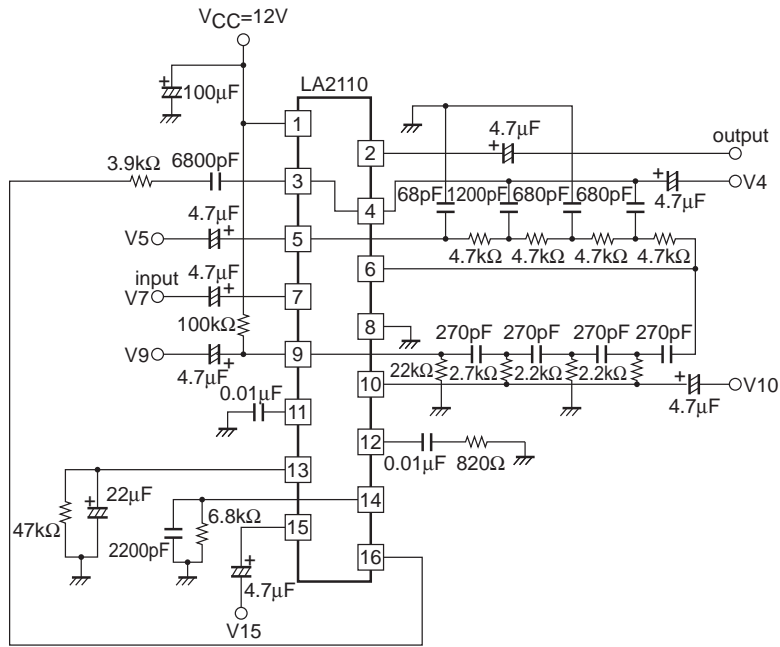 VCC=12V
100μF
LA2110
1
2
4.7μF
output
3.9kΩ
6800pF
3
4
68pF
1200pF
680pF
680pF
4.7μF
V4
4.7μF
V5
5
4.7kΩ
4.7kΩ
4.7kΩ
4.7kΩ
6
input
4.7μF
V7
7
100kΩ
8
270pF
270pF
270pF
270pF
V9
4.7μF
9
22kΩ
2.7kΩ
2.2kΩ
2.2kΩ
10
4.7μF
V10
0.01μF
11
12
0.01μF
820Ω
13
47kΩ
22μF
2200pF
6.8kΩ
14
15
4.7μF
V15
16